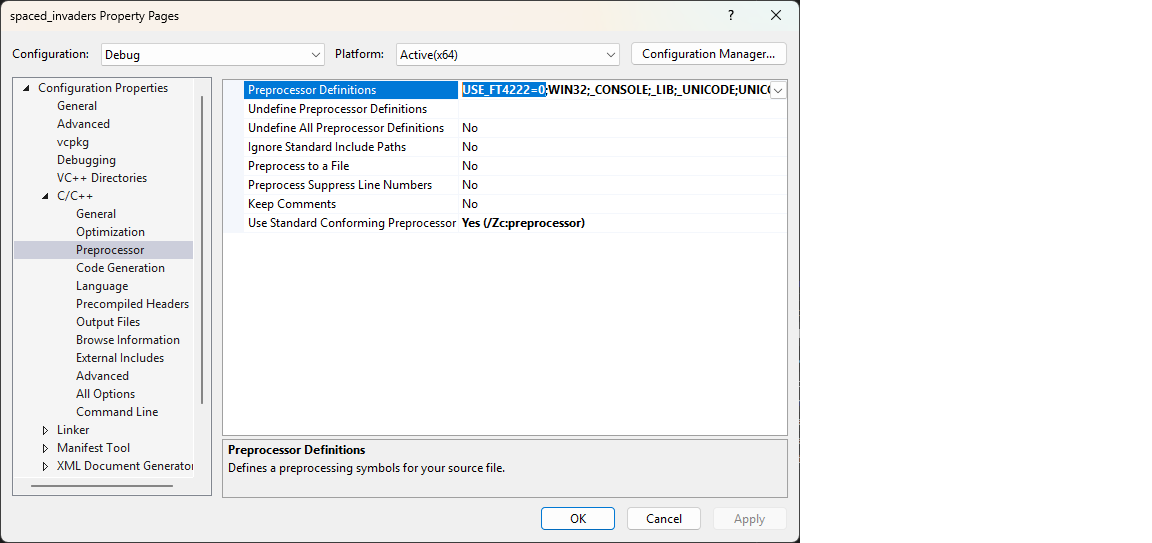 spaced_invaders Property Pages
?
Configuration: Debug Platform: Active(x64) Configuration Manager...
Configuration Properties
General
Advanced
vcpkg
Debugging
VC++ Directories
C/C++
General
Optimization
Preprocessor
Code Generation
Language
Precompiled Headers
Output Files
Browse Information
External Includes
Advanced
All Options
Command Line
Linker
Manifest Tool
XML Document Generator
Preprocessor Definitions USE_FT4222=0;WIN32;_CONSOLE;_LIB;_UNICODE;UNICO
Undefine Preprocessor Definitions
Undefine All Preprocessor Definitions No
Ignore Standard Include Paths No
Preprocess to a File No
Preprocess Suppress Line Numbers No
Keep Comments No
Use Standard Conforming Preprocessor Yes (/Zc:preprocessor)
Preprocessor Definitions
Defines a preprocessing symbols for your source file.
OK Cancel Apply